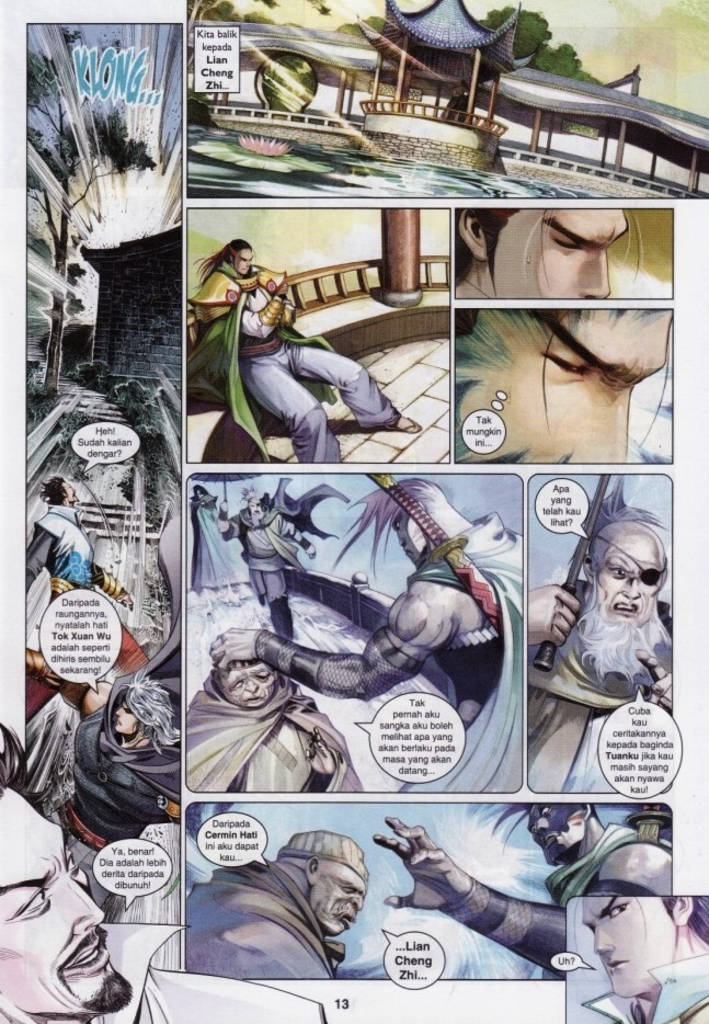 KLONG...
Heh!
Sudah kalian
dengar?
Daripada
raungannya,
nyatalah hati
Tok Xuan Wu
adalah seperti
dihiris sembilu
sekarang!
Ya, benar!
Dia adalah lebih
derita daripada
dibunuh!
Kita balik
kepada
Lian
Cheng
Zhi...
Tak
mungkin
ini...
Tak
pernah aku
sangka aku boleh
melihat apa yang
akan berlaku pada
masa yang akan
datang...
Apa
yang
telah kau
lihat?
Cuba
kau
ceritakannya
kepada baginda
Tuanku jika kau
masih sayang
akan nyawa
kau!
Daripada
Cermin Hati
ini aku dapat
kau...
...Lian
Cheng
Zhi...
Uh?
13